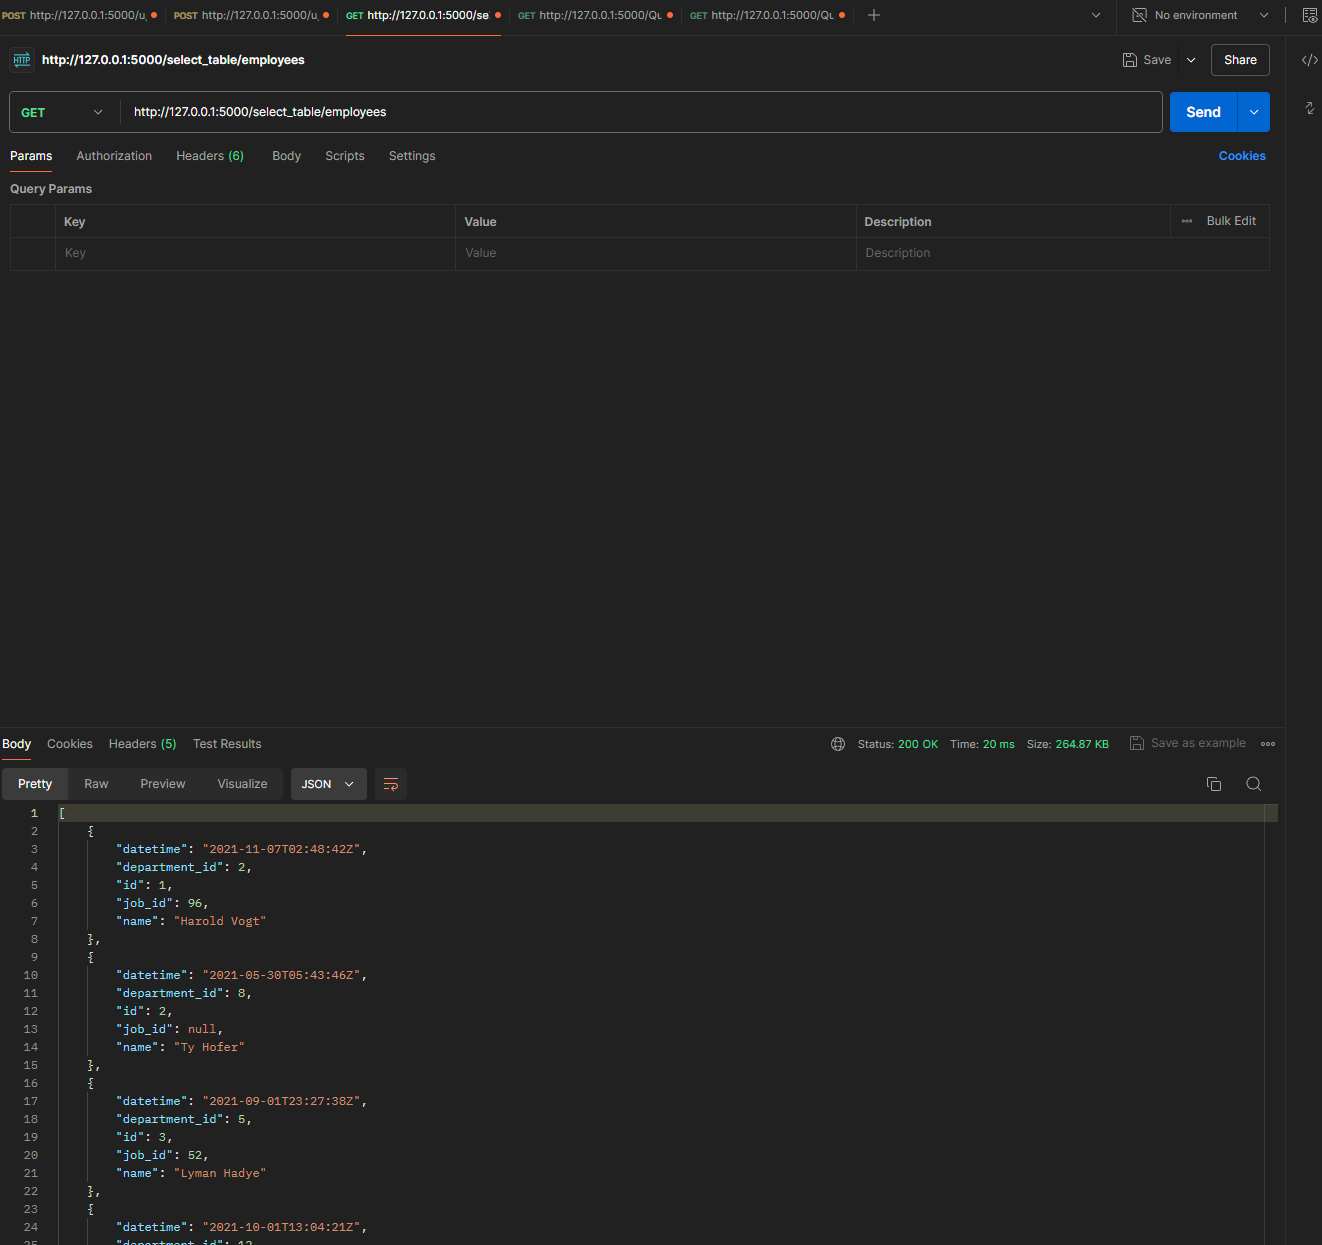 POST http://127.0.0.1:5000/u POST http://127.0.0.1:5000/u GET http://127.0.0.1:5000/se GET http://127.0.0.1:5000/Qu GET http://127.0.0.1:5000/Qu No environment
HTTP http://127.0.0.1:5000/select_table/employees Save Share
GET http://127.0.0.1:5000/select_table/employees Send
Params Authorization Headers (6) Body Scripts Settings Cookies
Query Params
Key Value Description Bulk Edit
Key Value Description
Body Cookies Headers (5) Test Results Status: 200 OK Time: 20 ms Size: 264.87 KB Save as example
Pretty Raw Preview Visualize JSON
1 [
2 {
3 "datetime": "2021-11-07T02:48:42Z",
4 "department_id": 2,
5 "id": 1,
6 "job_id": 96,
7 "name": "Harold Vogt"
8 },
9 {
10 "datetime": "2021-05-30T05:43:46Z",
11 "department_id": 8,
12 "id": 2,
13 "job_id": null,
14 "name": "Ty Hofer"
15 },
16 {
17 "datetime": "2021-09-01T23:27:38Z",
18 "department_id": 5,
19 "id": 3,
20 "job_id": 52,
21 "name": "Lyman Hadye"
22 },
23 {
24 "datetime": "2021-10-01T13:04:21Z",
25 "department_id": 12